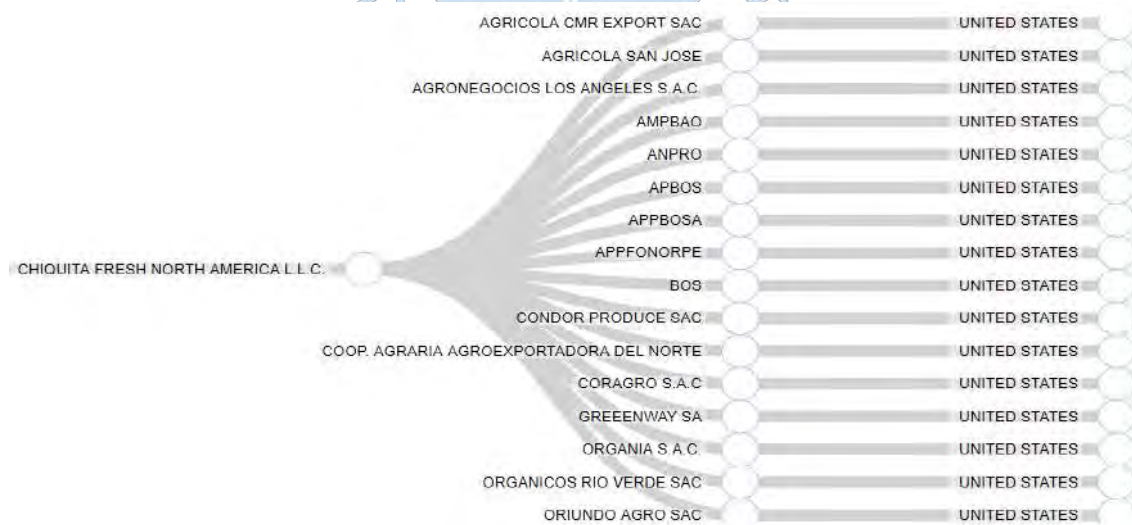 AGRICOLA CMR EXPORT SAC UNITED STATES
AGRICOLA SAN JOSE UNITED STATES
AGRONEGOCIOS LOS ANGELES S.A.C. UNITED STATES
AMPBAO UNITED STATES
ANPRO UNITED STATES
APBOS UNITED STATES
APPBOSA UNITED STATES
APPFONORPE UNITED STATES
CHIQUITA FRESH NORTH AMERICA L.L.C.
BOS UNITED STATES
CONDOR PRODUCE SAC UNITED STATES
COOP. AGRARIA AGROEXPORTADORA DEL NORTE UNITED STATES
CORAGRO S.A.C UNITED STATES
GREEENWAY SA UNITED STATES
ORGANIA S.A.C. UNITED STATES
ORGANICOS RIO VERDE SAC UNITED STATES
ORIUNDO AGRO SAC UNITED STATES